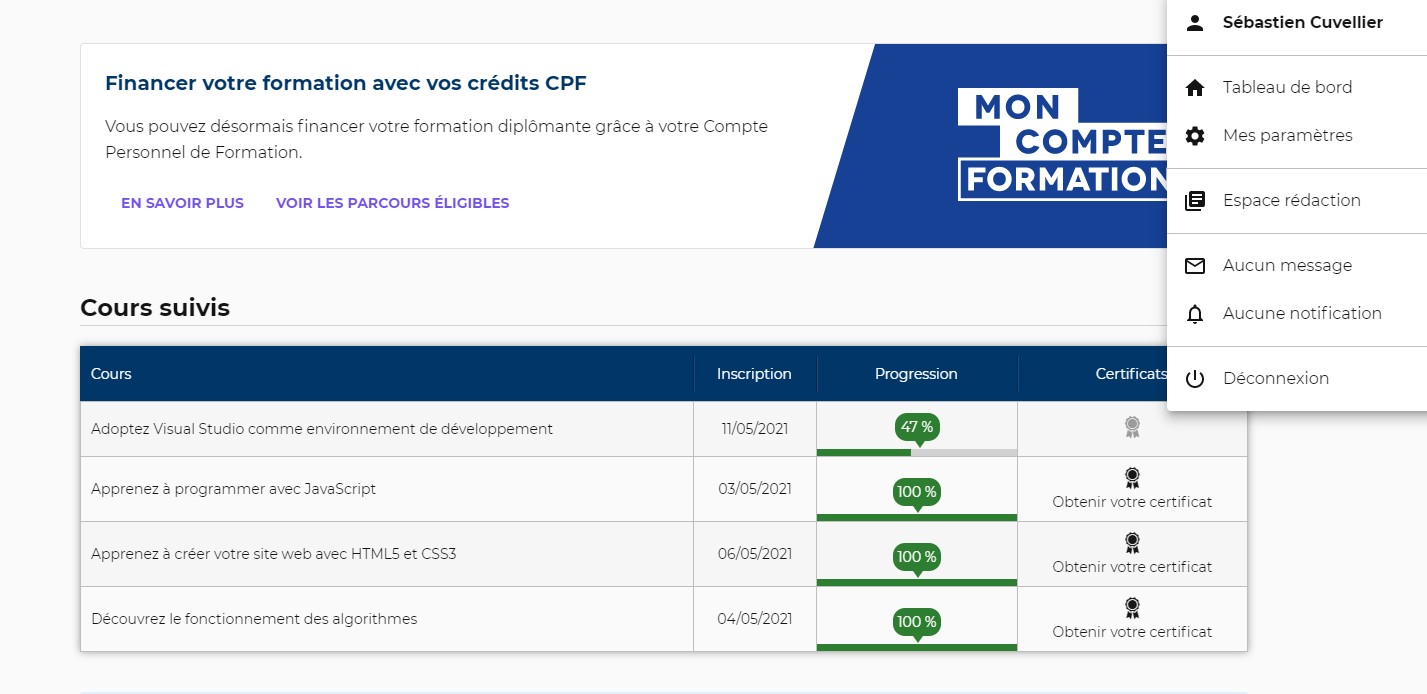 Financer votre formation avec vos crédits CPF
Vous pouvez désormais financer votre formation diplômante grâce à votre Compte
Personnel de Formation.
EN SAVOIR PLUS VOIR LES PARCOURS ÉLIGIBLES
MON
COMPTE
FORMATION
Sébastien Cuvellier
Tableau de bord
Mes paramètres
Espace rédaction
Aucun message
Aucune notification
Déconnexion
Cours suivis
Cours Inscription Progression Certificats
Adoptez Visual Studio comme environnement de développement 11/05/2021 47 %
Apprenez à programmer avec JavaScript 03/05/2021 100 % Obtenir votre certificat
Apprenez à créer votre site web avec HTML5 et CSS3 06/05/2021 100 % Obtenir votre certificat
Découvrez le fonctionnement des algorithmes 04/05/2021 100 % Obtenir votre certificat